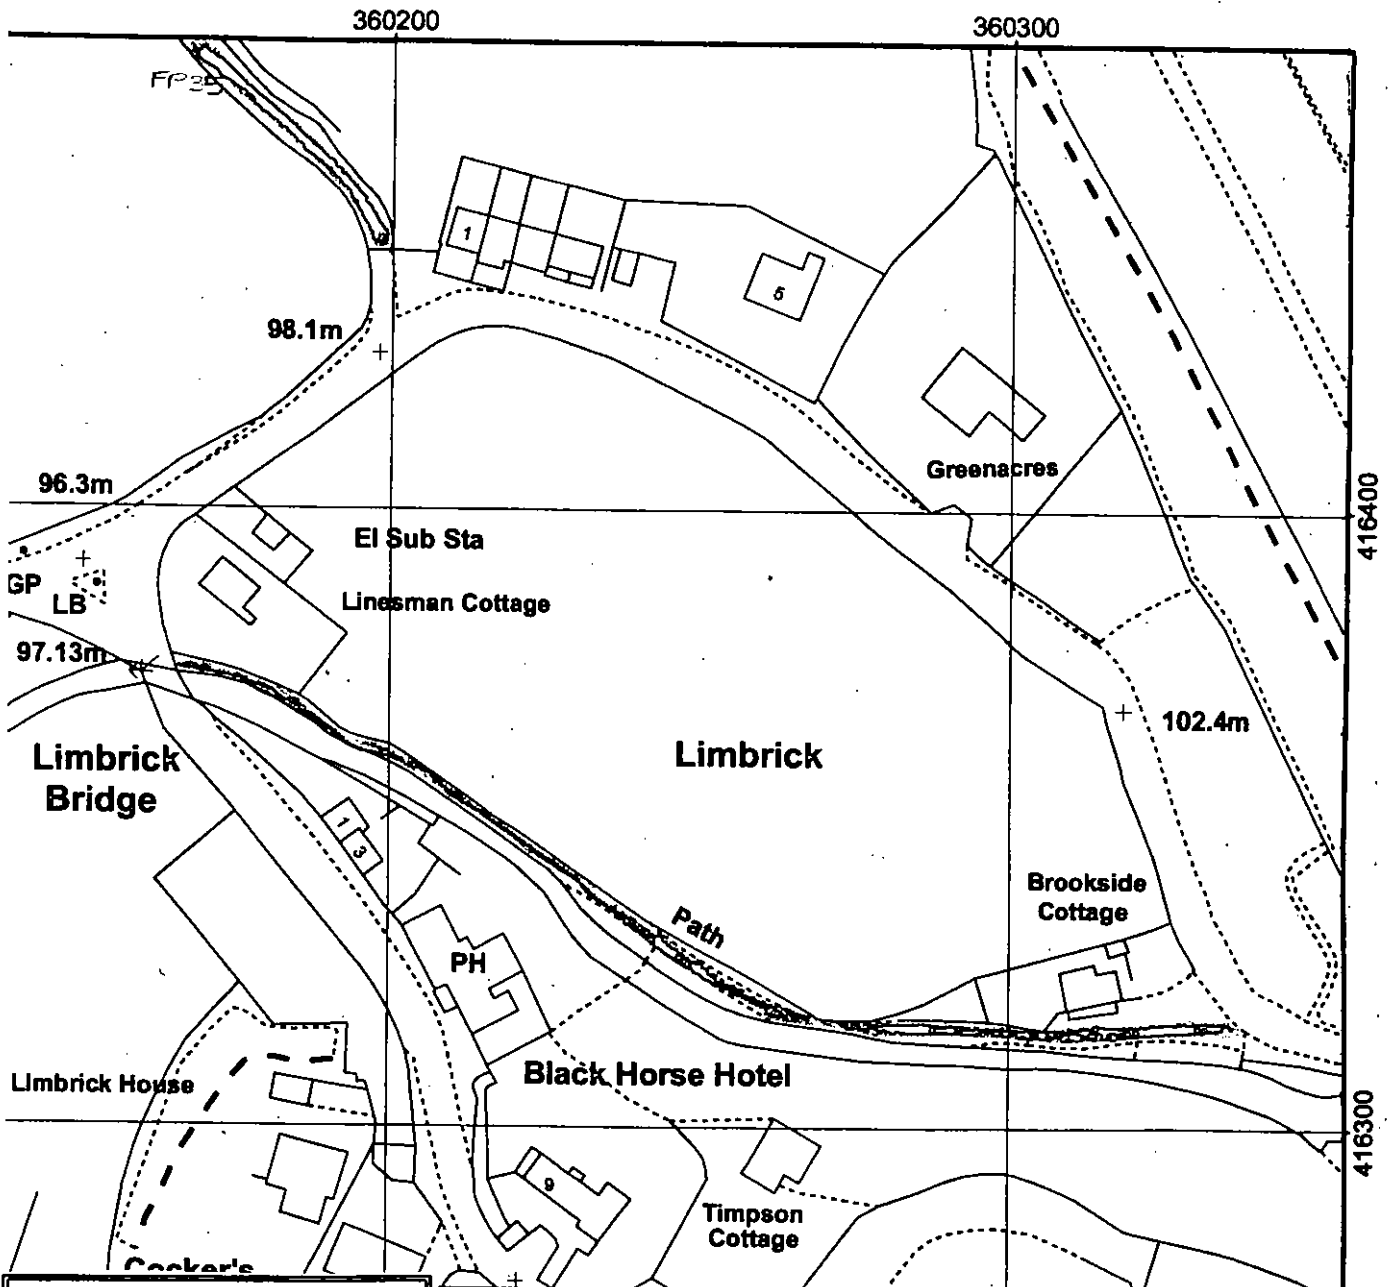 360200
360300
FP35
1
5
98.1m
Greenacres
96.3m
416400
El Sub Sta
GP
LB
Linesman Cottage
97.13m
102.4m
Limbrick
Bridge
Limbrick
1
3
Brookside
Cottage
Path
PH
Limbrick House
Black Horse Hotel
416300
9
Timpson
Cottage
Cocker's